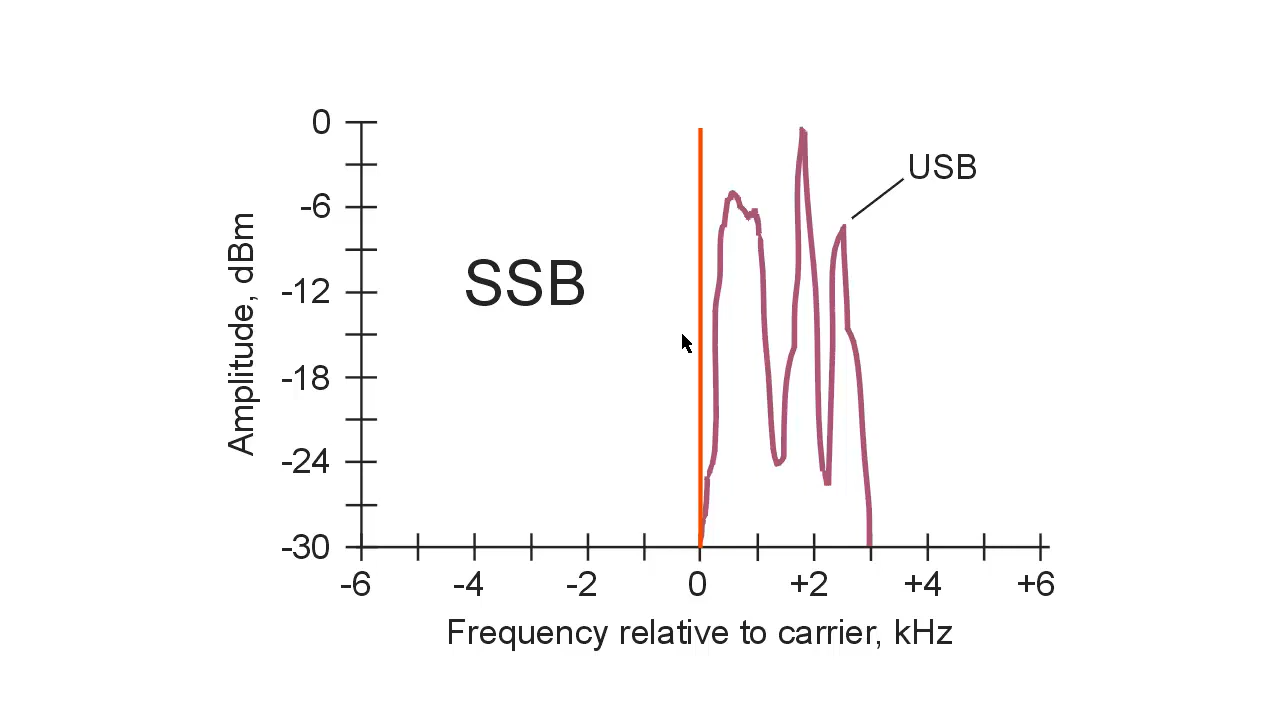 0
USB
-6
Amplitude, dBm
SSB
-12
-18
-24
-30
-6 -4 -2 0 +2 +4 +6
Frequency relative to carrier, kHz